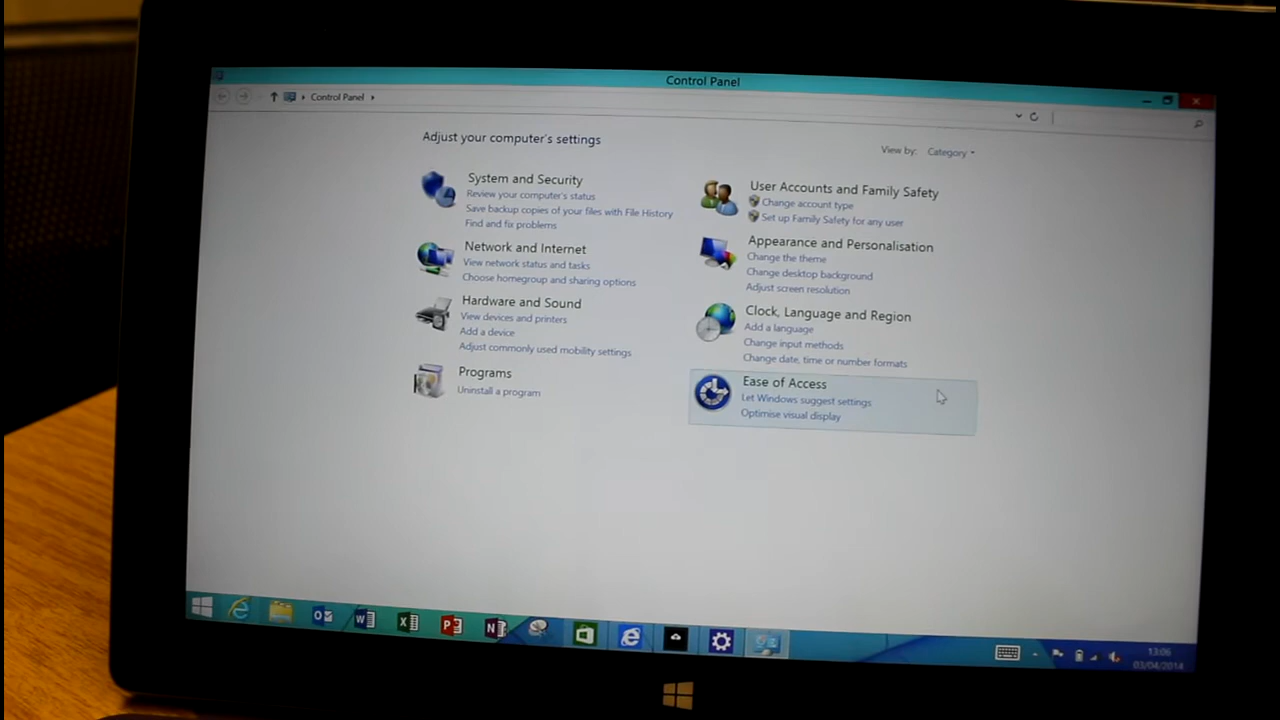 Control Panel
Control Panel
Adjust your computer's settings
View by: Category
System and Security
Review your computer's status
Save backup copies of your files with File History
Find and fix problems
Network and Internet
View network status and tasks
Choose homegroup and sharing options
Hardware and Sound
View devices and printers
Add a device
Adjust commonly used mobility settings
Programs
Uninstall a program
User Accounts and Family Safety
Change account type
Set up Family Safety for any user
Appearance and Personalisation
Change the theme
Change desktop background
Adjust screen resolution
Clock, Language and Region
Add a language
Change input methods
Change date, time or number formats
Ease of Access
Let Windows suggest settings
Optimise visual display
13:06
03/04/2014